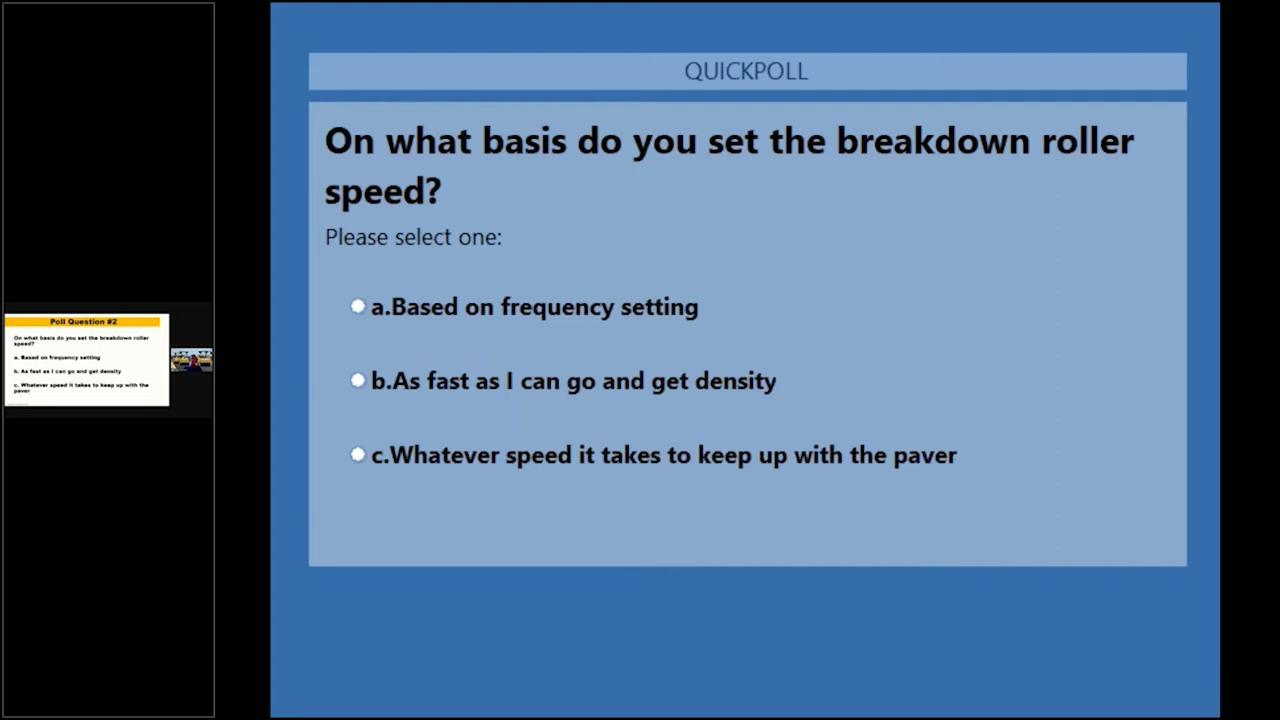 QUICKPOLL
On what basis do you set the breakdown roller
speed?
Please select one:
a.Based on frequency setting
b.As fast as I can go and get density
c.Whatever speed it takes to keep up with the paver
Poll Question #2
On what basis do you set the breakdown roller
speed?
a. Based on frequency setting
b. As fast as I can go and get density
c. Whatever speed it takes to keep up with the
paver